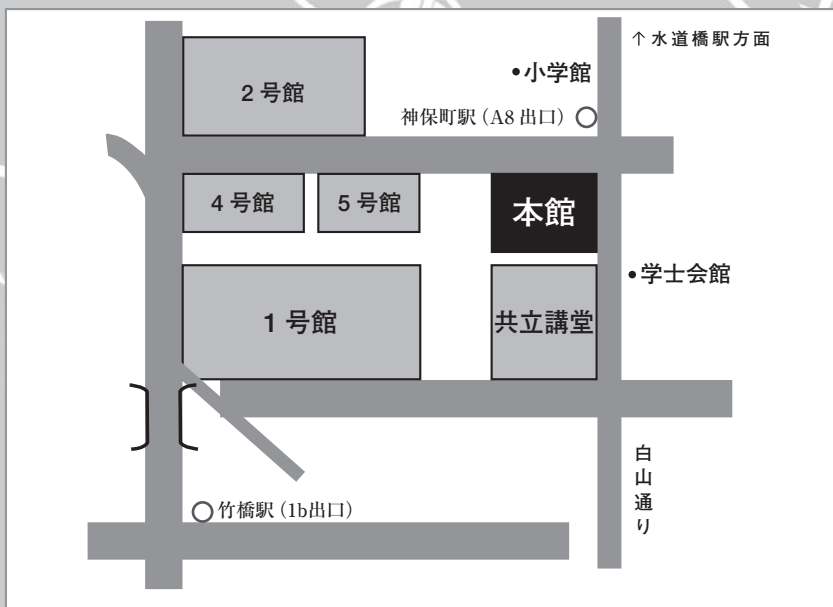 ↑水道橋駅方面
•小学館
2 号館
神保町駅（A8 出口）
4 号館
5 号館
本館
•学士会館
1 号館
共立講堂
白山通り
竹橋駅（1b出口）